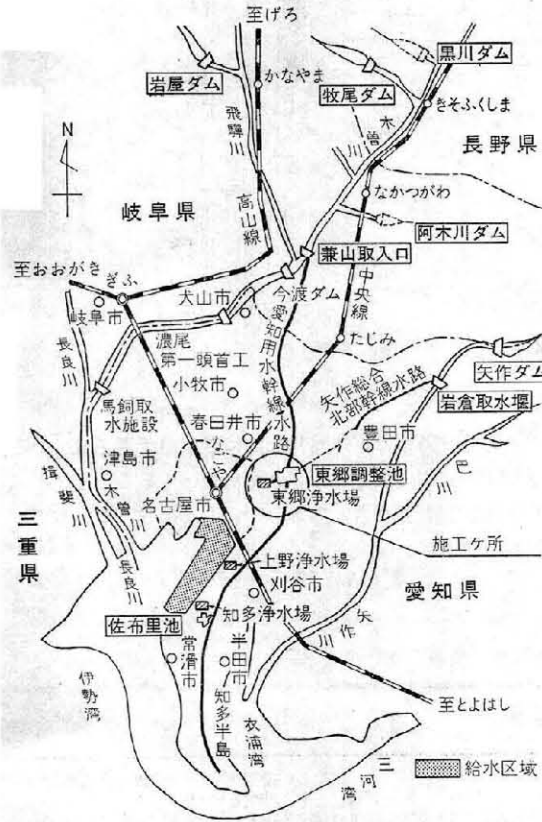 至げろ
黒川ダム
岩屋ダム
かなやま
牧尾ダム
きそふくしま
飛騨川
木曽川
長野県
N
なかつがわ
岐阜県
高山線
阿木川ダム
兼山取入口
至おおがき
ぎふ
犬山市
今渡ダム
中央線
岐阜市
愛知用水幹線水路
たじみ
長良川
濃尾
第一頭首工
矢作ダム
小牧市
矢作総合
北部幹線水路
岩倉取水堰
馬飼取
水施設
春日井市
豊田市
津島市
なごや
東郷調整池
巴川
揖斐川
木曽川
名古屋市
東郷浄水場
三重県
長良川
施工ヶ所
上野浄水場
刈谷市
愛知県
佐布里池
知多浄水場
矢作川
常滑市
半田市
伊勢湾
至とよはし
知多半島
衣浦湾
三河湾
給水区域